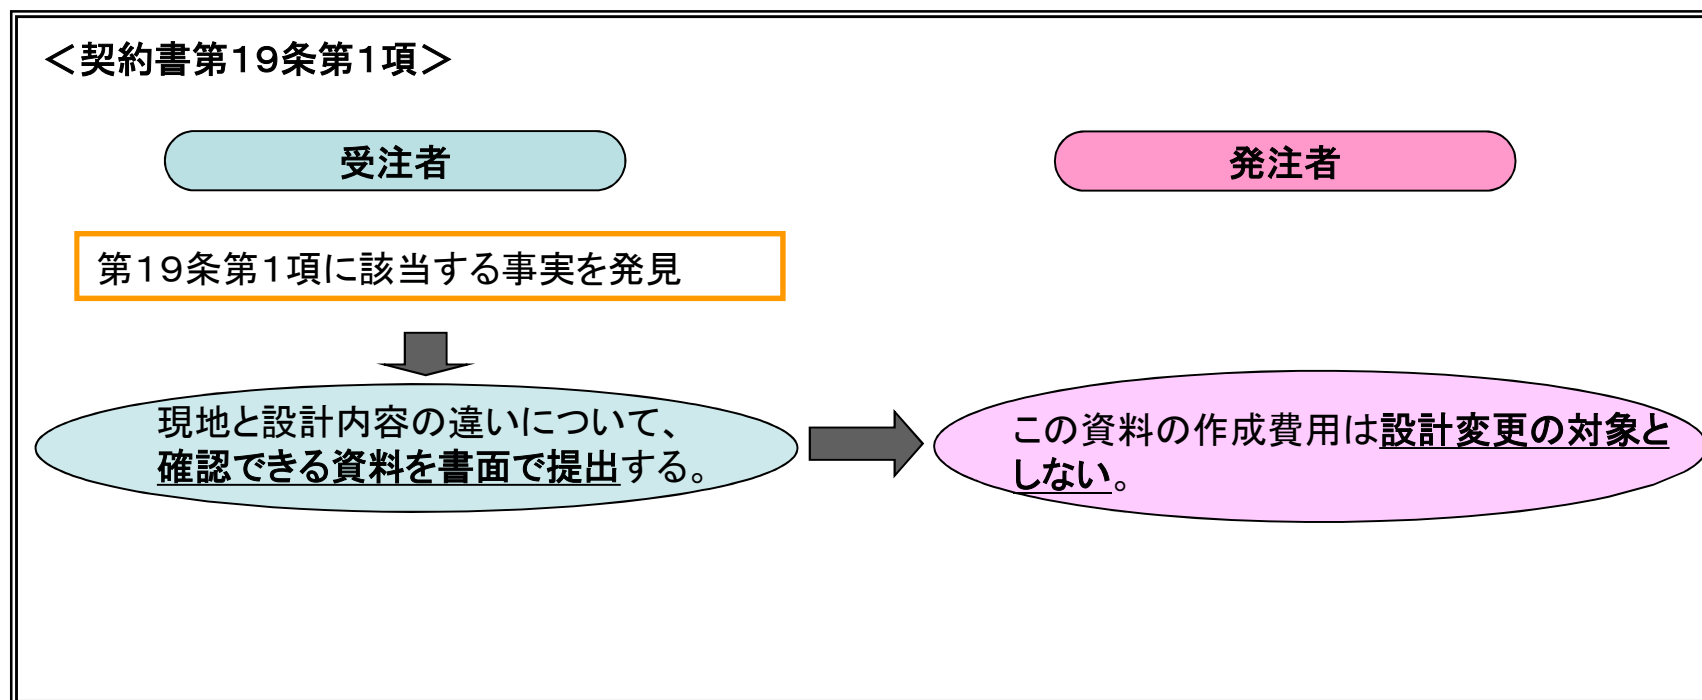 ＜契約書第１９条第１項＞
受注者
発注者
第１９条第１項に該当する事実を発見
現地と設計内容の違いについて、
確認できる資料を書面で提出する。
この資料の作成費用は設計変更の対象と
しない。